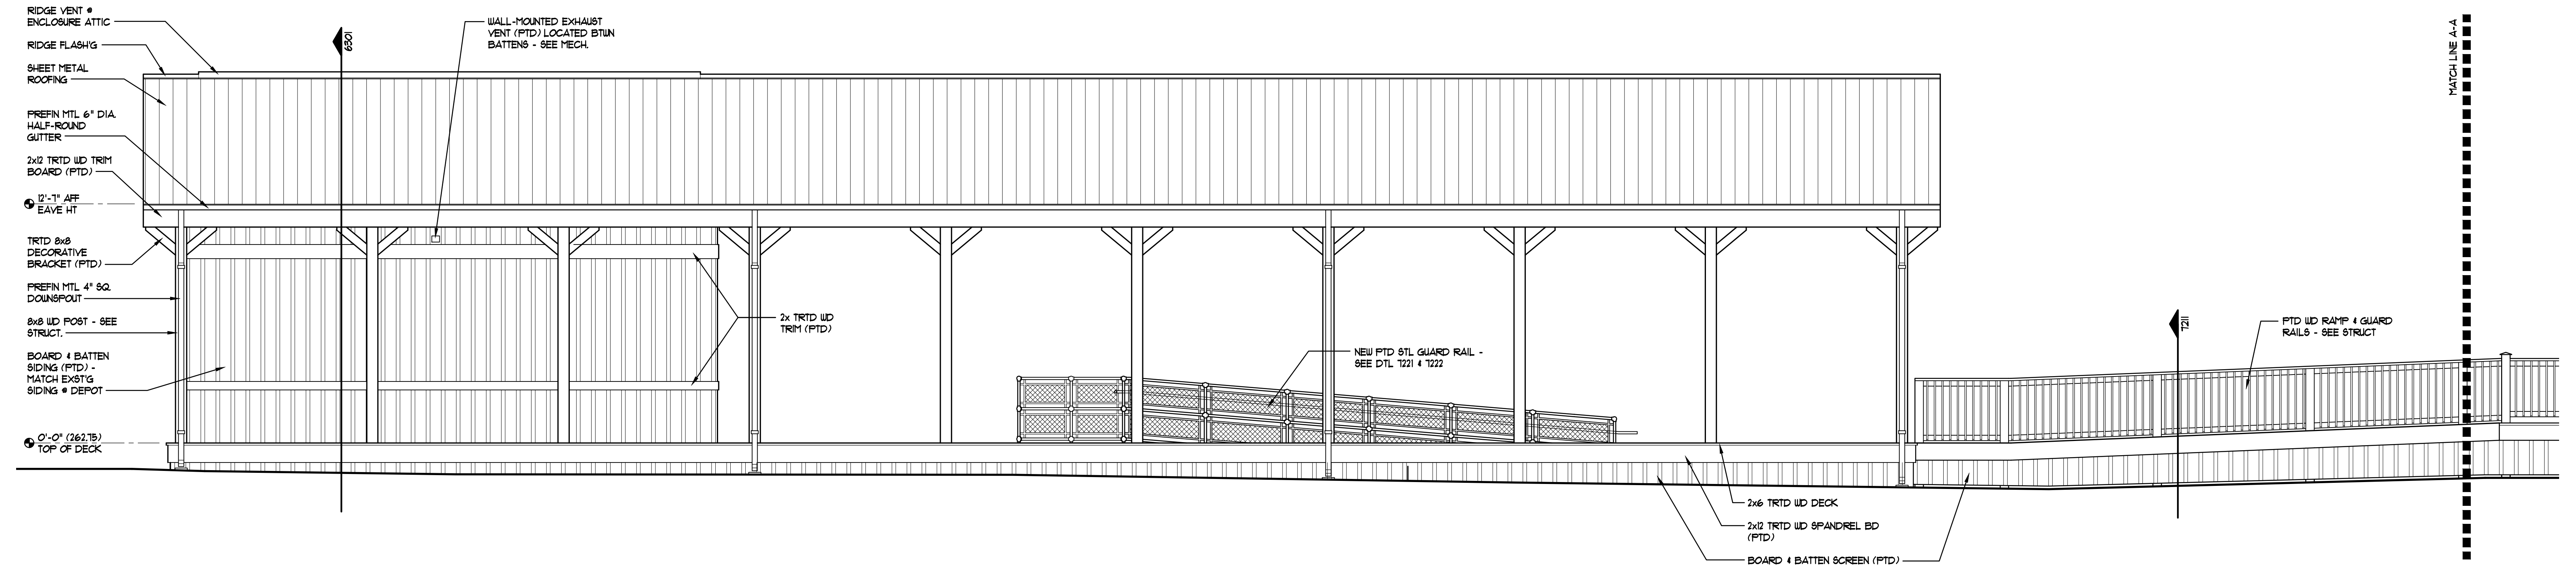 RIDGE VENT @
ENCLOSURE ATTIC
RIDGE FLASH'G
SHEET METAL
ROOFING
PREFIN MTL 6" DIA.
HALF-ROUND
GUTTER
2x12 TRTD WD TRIM
BOARD (PTD)
12'-7" AFF
EAVE HT
TRTD 8x8
DECORATIVE
BRACKET (PTD)
PREFIN MTL 4" SQ.
DOWNSPOUT
8x8 WD POST - SEE
STRUCT.
BOARD & BATTEN
SIDING (PTD) -
MATCH EXST'G
SIDING @ DEPOT
0'-0" (262.75)
TOP OF DECK
6301
WALL-MOUNTED EXHAUST
VENT (PTD) LOCATED BTWN
BATTENS - SEE MECH.
2x TRTD WD
TRIM (PTD)
NEW PTD STL GUARD RAIL -
SEE DTL 7221 & 7222
2x6 TRTD WD DECK
2x12 TRTD WD SPANDREL BD
(PTD)
BOARD & BATTEN SCREEN (PTD)
7211
PTD WD RAMP & GUARD
RAILS - SEE STRUCT
MATCH LINE A-A